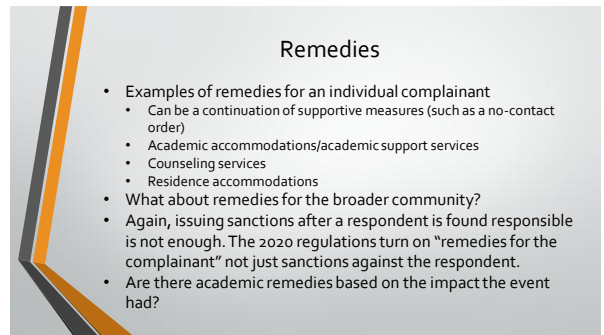 Remedies
• Examples of remedies for an individual complainant
• Can be a continuation of supportive measures (such as a no-contact
order)
• Academic accommodations/academic support services
• Counseling services
• Residence accommodations
• What about remedies for the broader community?
• Again, issuing sanctions after a respondent is found responsible
is not enough. The 2020 regulations turn on “remedies for the
complainant” not just sanctions against the respondent.
• Are there academic remedies based on the impact the event
had?